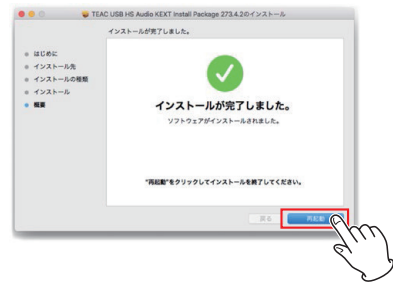 TEAC USB HS Audio KEXT Install Package 273.4.2のインストール
インストールが完了しました。
はじめに
インストール先
インストールの種類
インストール
概要
インストールが完了しました。
ソフトウェアがインストールされました。
"再起動"をクリックしてインストールを終了してください。
戻る
再起動